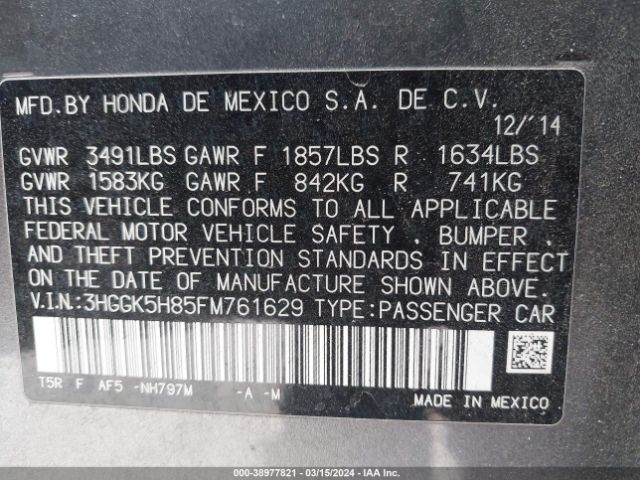 MFD.BY HONDA DE MEXICO S.A. DE C.V.
12/'14
GVWR 3491LBS GAWR F 1857LBS R 1634LBS
GVWR 1583KG GAWR F 842KG R 741KG
THIS VEHICLE CONFORMS TO ALL APPLICABLE
FEDERAL MOTOR VEHICLE SAFETY , BUMPER ,
AND THEFT PREVENTION STANDARDS IN EFFECT
ON THE DATE OF MANUFACTURE SHOWN ABOVE.
V.I.N.:3HGGK5H85FM761629 TYPE:PASSENGER CAR
T5R F AF5 -NH797M -A -M
MADE IN MEXICO
000-38977821 - 03/15/2024 - IAA Inc.